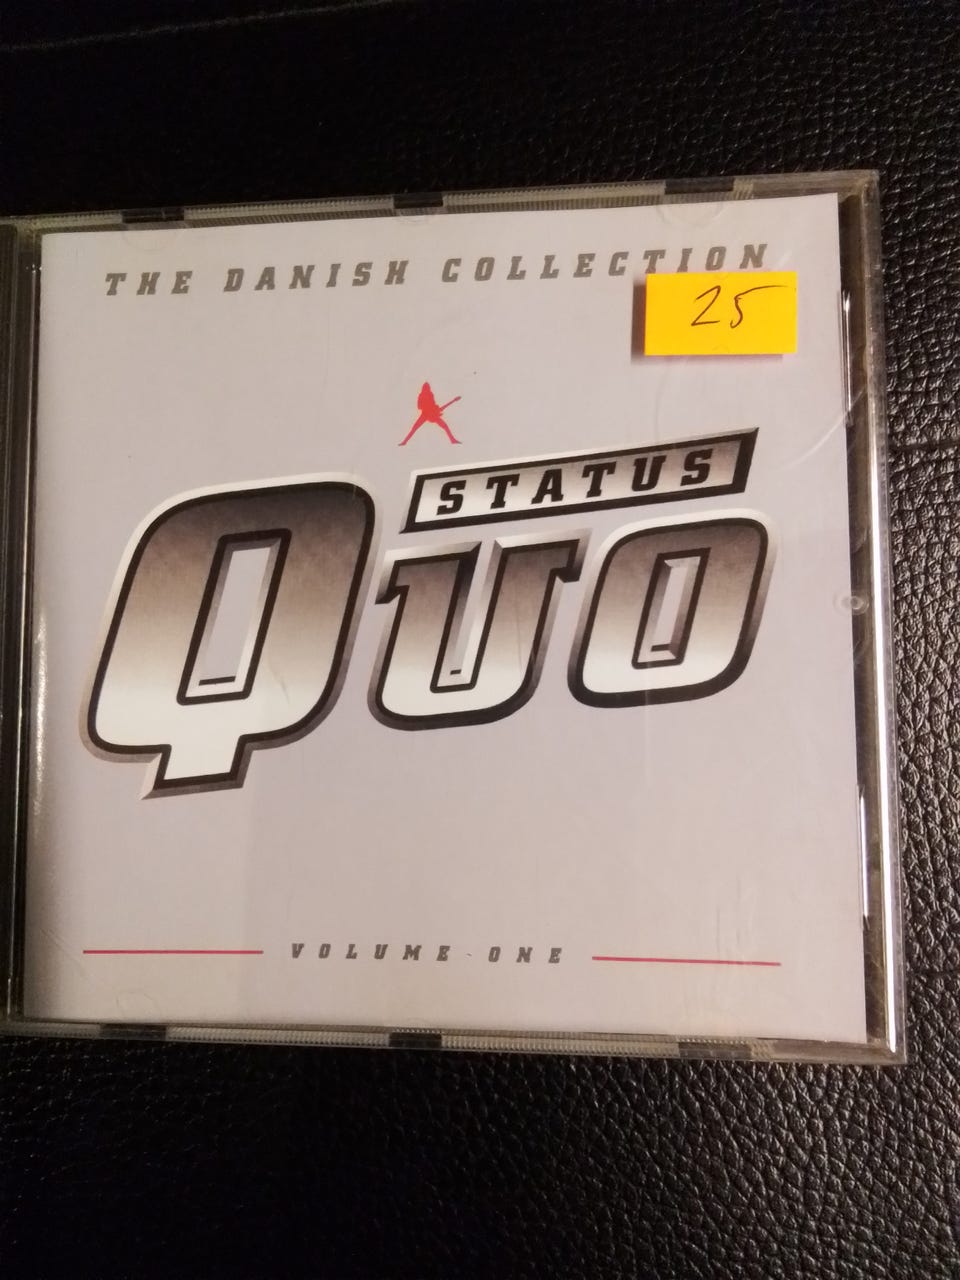 THE DANISH COLLECTION
25
STATUS
QUO
VOLUME ONE